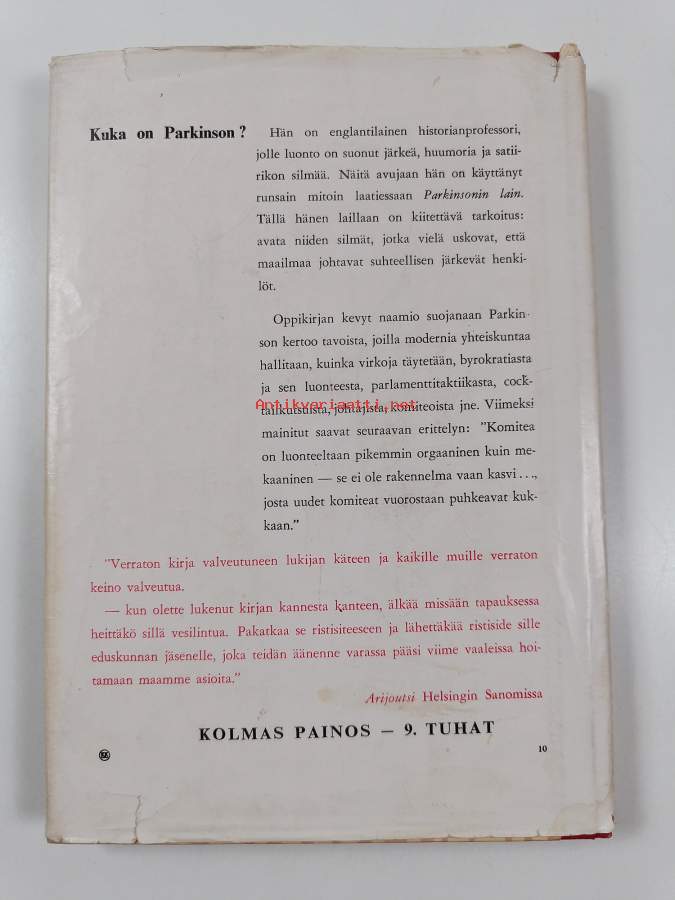 Kuka on Parkinson?
Hän on englantilainen historianprofessori,
jolle luonto on suonut järkeä, huumoria ja satii-
rikon silmää. Näitä avujaan hän on käyttänyt
runsain mitoin laatiessaan Parkinsonin lain.
Tällä hänen laillaan on kiitettävä tarkoitus:
avata niiden silmät, jotka vielä uskovat, että
maailmaa johtavat suhteellisen järkevät henki-
löt.
Oppikirjan kevyt naamio suojanaan Parkin-
son kertoo tavoista, joilla modernia yhteiskuntaa
hallitaan, kuinka virkoja täytetään, byrokratiasta
ja sen luonteesta, parlamenttitaktiikasta, cock-
tailkutsuista, johtajista, komiteoista jne. Viimeksi
Antikvariaatti.net
mainitut saavat seuraavan erittelyn: "Komitea
on luonteeltaan pikemmin orgaaninen kuin me-
kaaninen — se ei ole rakennelma vaan kasvi...,
josta uudet komiteat vuorostaan puhkeavat kuk-
kaan."
"Verraton kirja valveutuneen lukijan käteen ja kaikille muille verraton
keino valveutua.
— kun olette lukenut kirjan kannesta kanteen, älkää missään tapauksessa
heittäkö sillä vesilintua. Pakatkaa se ristisiteeseen ja lähettäkää ristiside sille
eduskunnan jäsenelle, joka teidän äänenne varassa pääsi viime vaaleissa hoi-
tamaan maamme asioita."
Arijoutsi Helsingin Sanomissa
KOLMAS PAINOS — 9. TUHAT
10